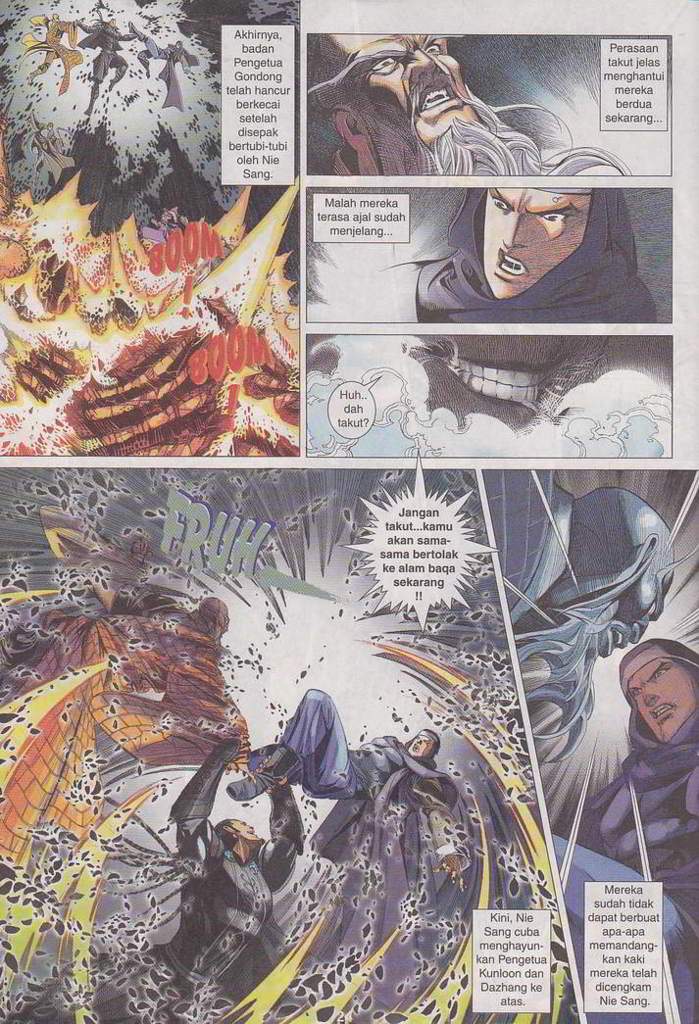 Akhirnya,
badan
Pengetua
Gondong
telah hancur
berkecai
setelah
disepak
bertubi-tubi
oleh Nie
Sang.
BOOM
!
BOOM
!
Perasaan
takut jelas
menghantui
mereka
berdua
sekarang...
Malah mereka
terasa ajal sudah
menjelang...
Huh..
dah
takut?
FRUH
Jangan
takut...kamu
akan sama-
sama bertolak
ke alam baqa
sekarang
!!
Kini, Nie
Sang cuba
menghayun-
kan Pengetua
Kunloon dan
Dazhang ke
atas.
Mereka
sudah tidak
dapat berbuat
apa-apa
memandang-
kan kaki
mereka telah
dicengkam
Nie Sang.